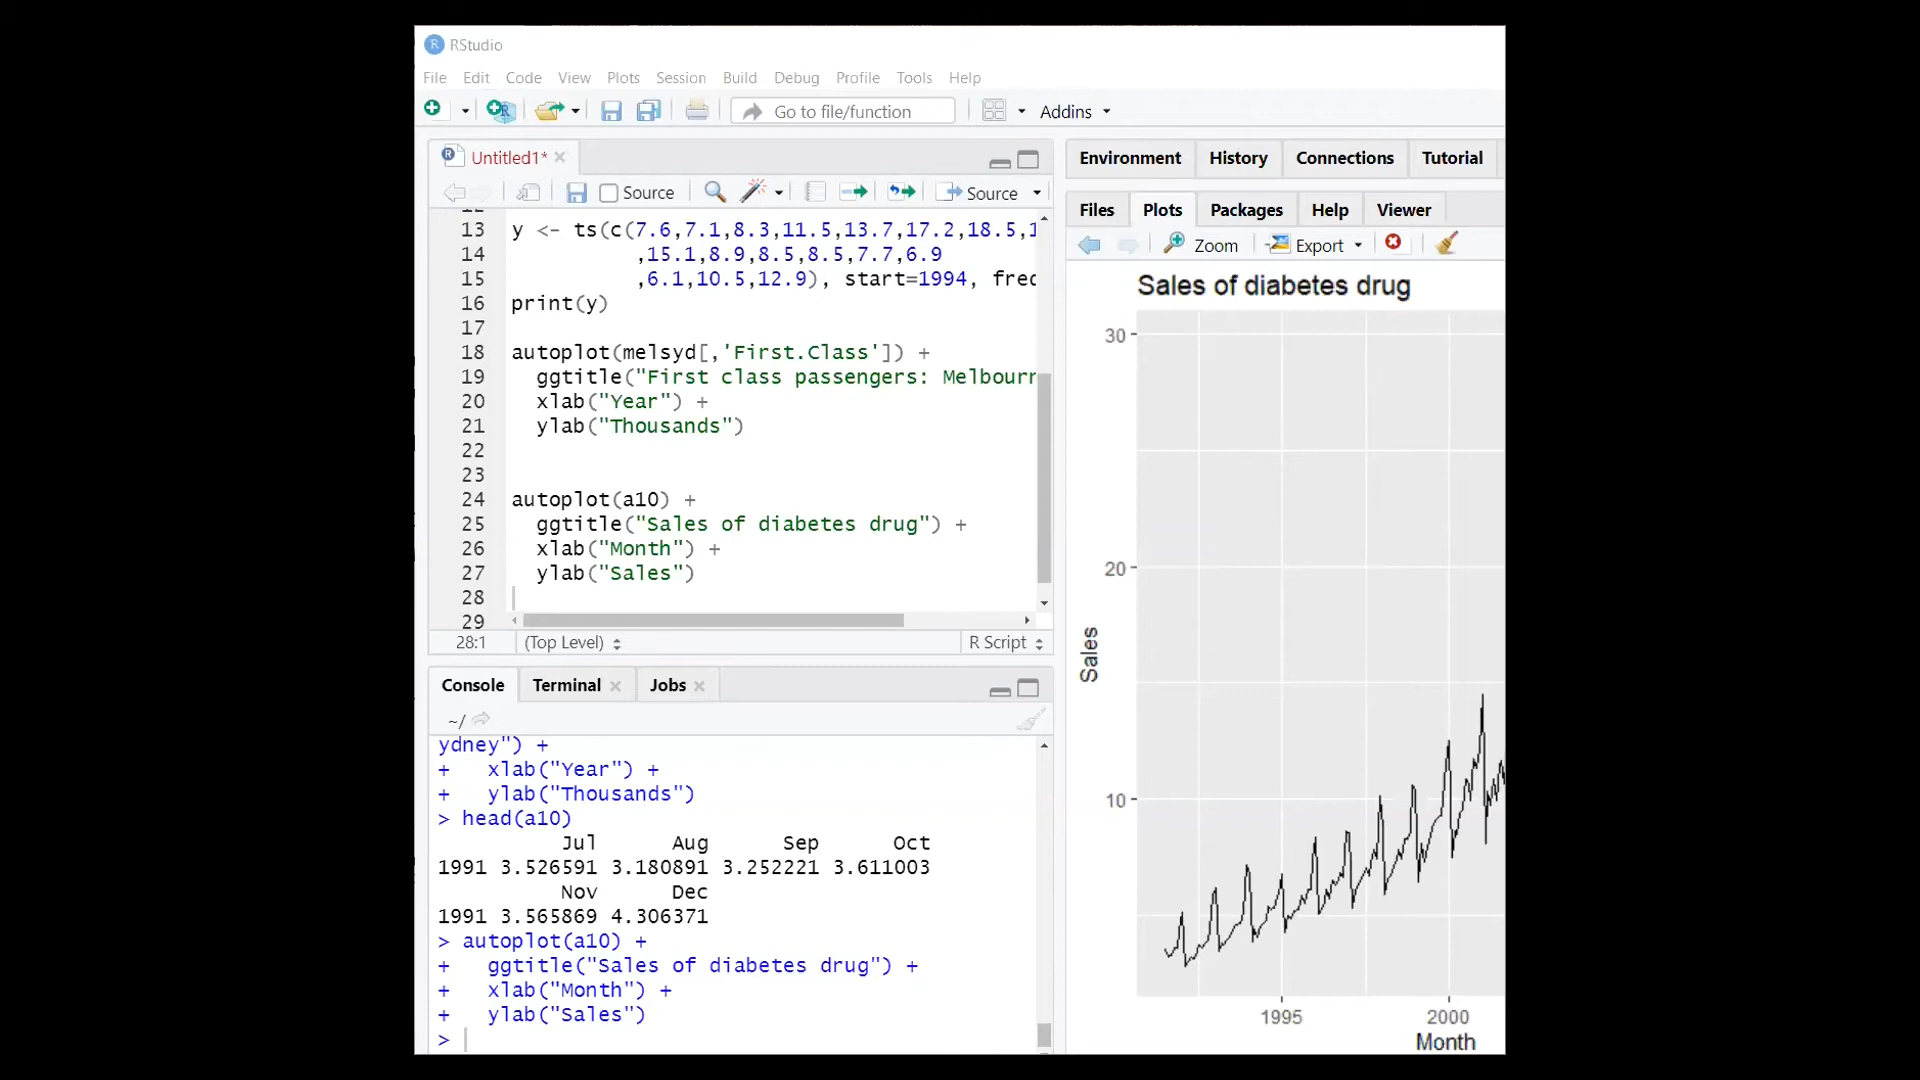 RStudio
File Edit Code View Plots Session Build Debug Profile Tools Help
Go to file/function Addins
Untitled1*
Source Source
13 y <- ts(c(7.6,7.1,8.3,11.5,13.7,17.2,18.5,1
14 ,15.1,8.9,8.5,8.5,7.7,6.9
15 ,6.1,10.5,12.9), start=1994, freq
16 print(y)
17
18 autoplot(melsyd[,'First.Class']) +
19 ggtitle("First class passengers: Melbourn
20 xlab("Year") +
21 ylab("Thousands")
22
23
24 autoplot(a10) +
25 ggtitle("Sales of diabetes drug") +
26 xlab("Month") +
27 ylab("Sales")
28
29
28:1 (Top Level) R Script
Console Terminal Jobs
~/
ydney") +
+ xlab("Year") +
+ ylab("Thousands")
> head(a10)
Jul Aug Sep Oct
1991 3.526591 3.180891 3.252221 3.611003
Nov Dec
1991 3.565869 4.306371
> autoplot(a10) +
+ ggtitle("Sales of diabetes drug") +
+ xlab("Month") +
+ ylab("Sales")
>
Environment History Connections Tutorial
Files Plots Packages Help Viewer
Zoom Export
Sales of diabetes drug
30
20
10
Sales
1995 2000
Month